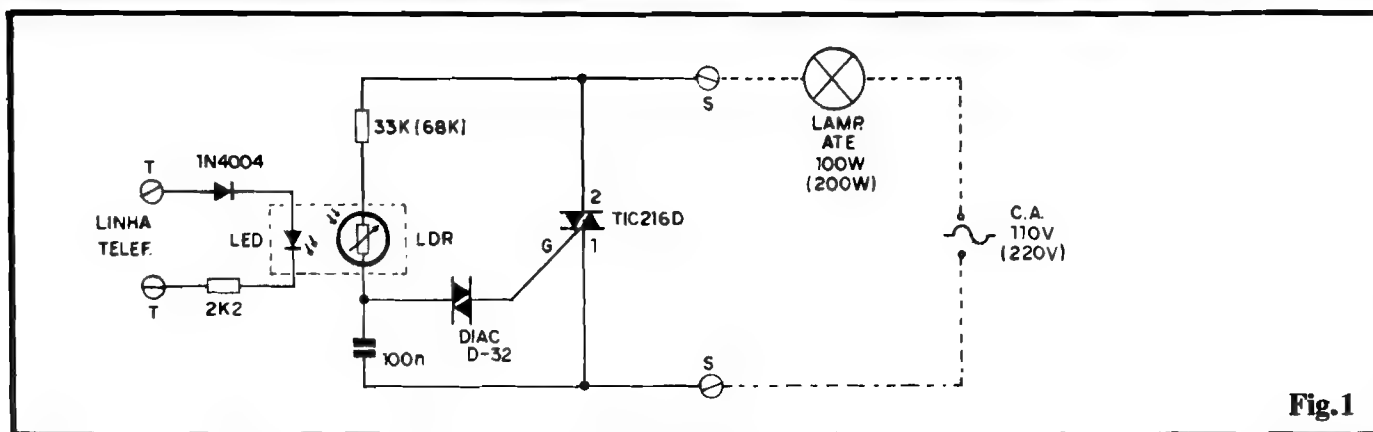 33K (68K)
1N4004
T
LINHA
TELEF.
T
2K2
LED
LDR
100n
DIAC
D-32
G
2
1
TIC216D
S
S
LAMP.
ATE
100W
(200W)
C.A.
110V
(220V)
Fig.1